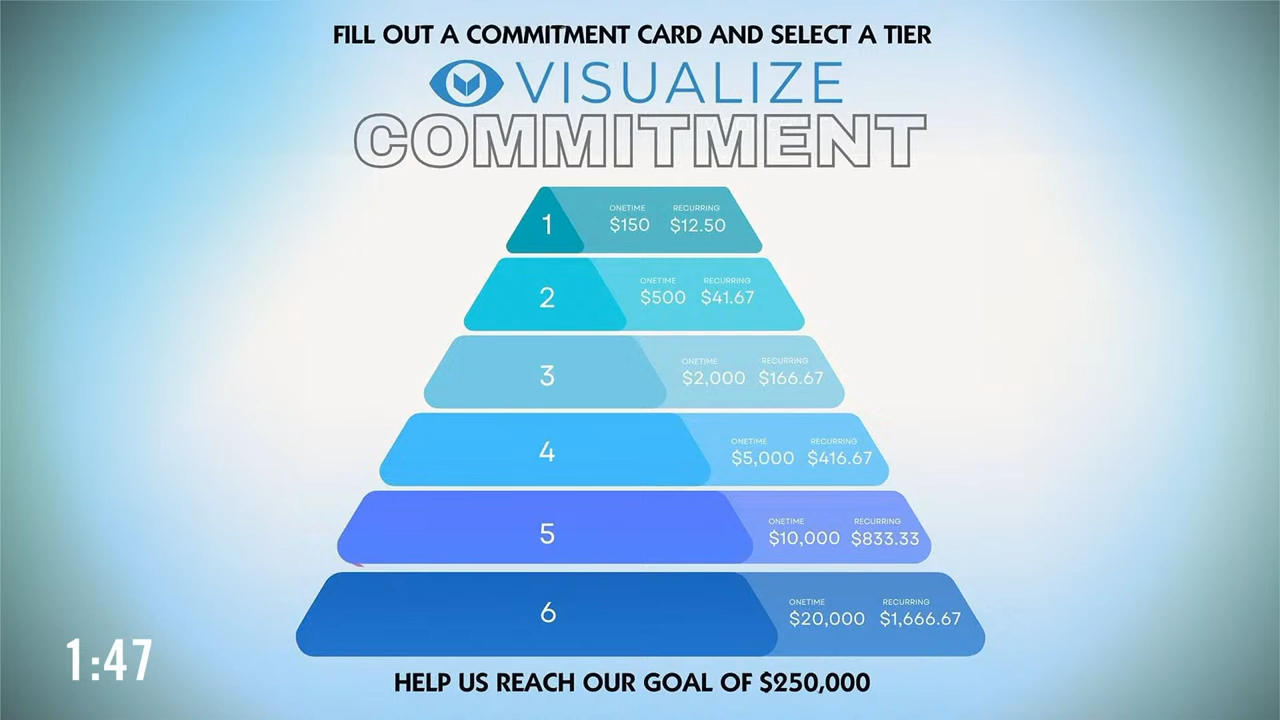 FILL OUT A COMMITMENT CARD AND SELECT A TIER
VISUALIZE
COMMITMENT
1 ONETIME RECURRING
$150 $12.50
2 ONETIME RECURRING
$500 $41.67
3 ONETIME RECURRING
$2,000 $166.67
4 ONETIME RECURRING
$5,000 $416.67
5 ONETIME RECURRING
$10,000 $833.33
6 ONETIME RECURRING
$20,000 $1,666.67
1:47
HELP US REACH OUR GOAL OF $250,000